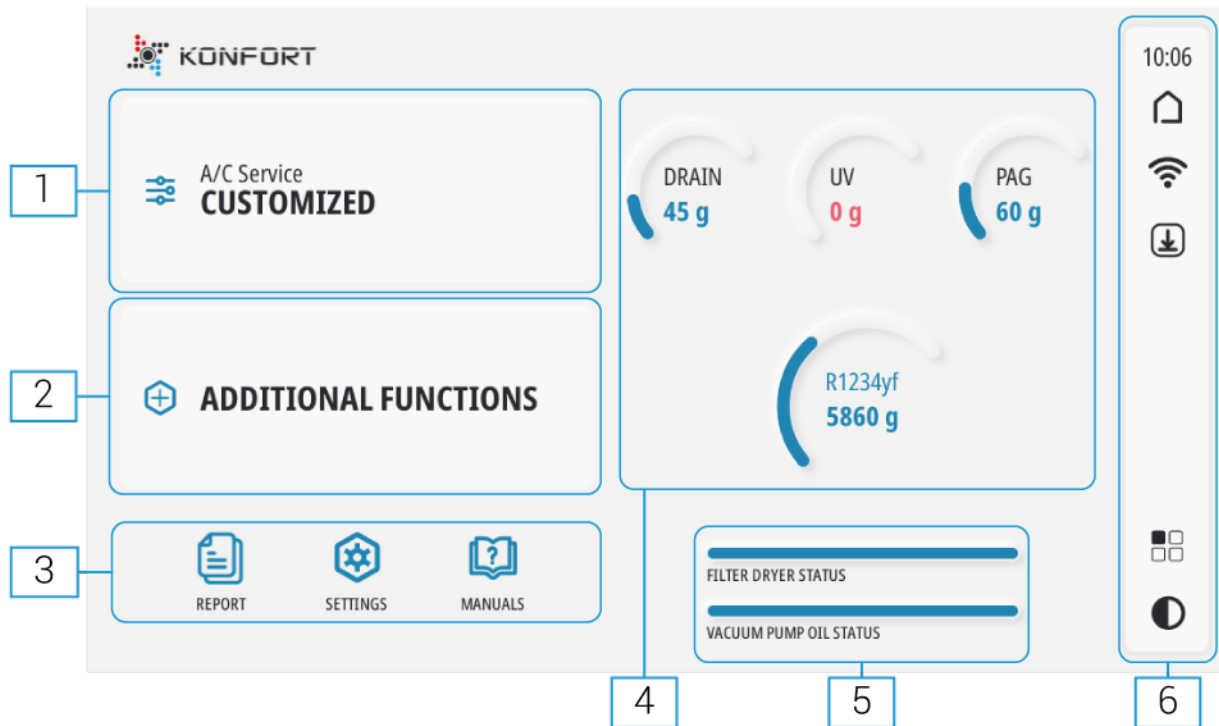 KONFORT
10:06
1
A/C Service
CUSTOMIZED
DRAIN
45 g
UV
0 g
PAG
60 g
2
ADDITIONAL FUNCTIONS
R1234yf
5860 g
3
REPORT
SETTINGS
MANUALS
FILTER DRYER STATUS
VACUUM PUMP OIL STATUS
4
5
6